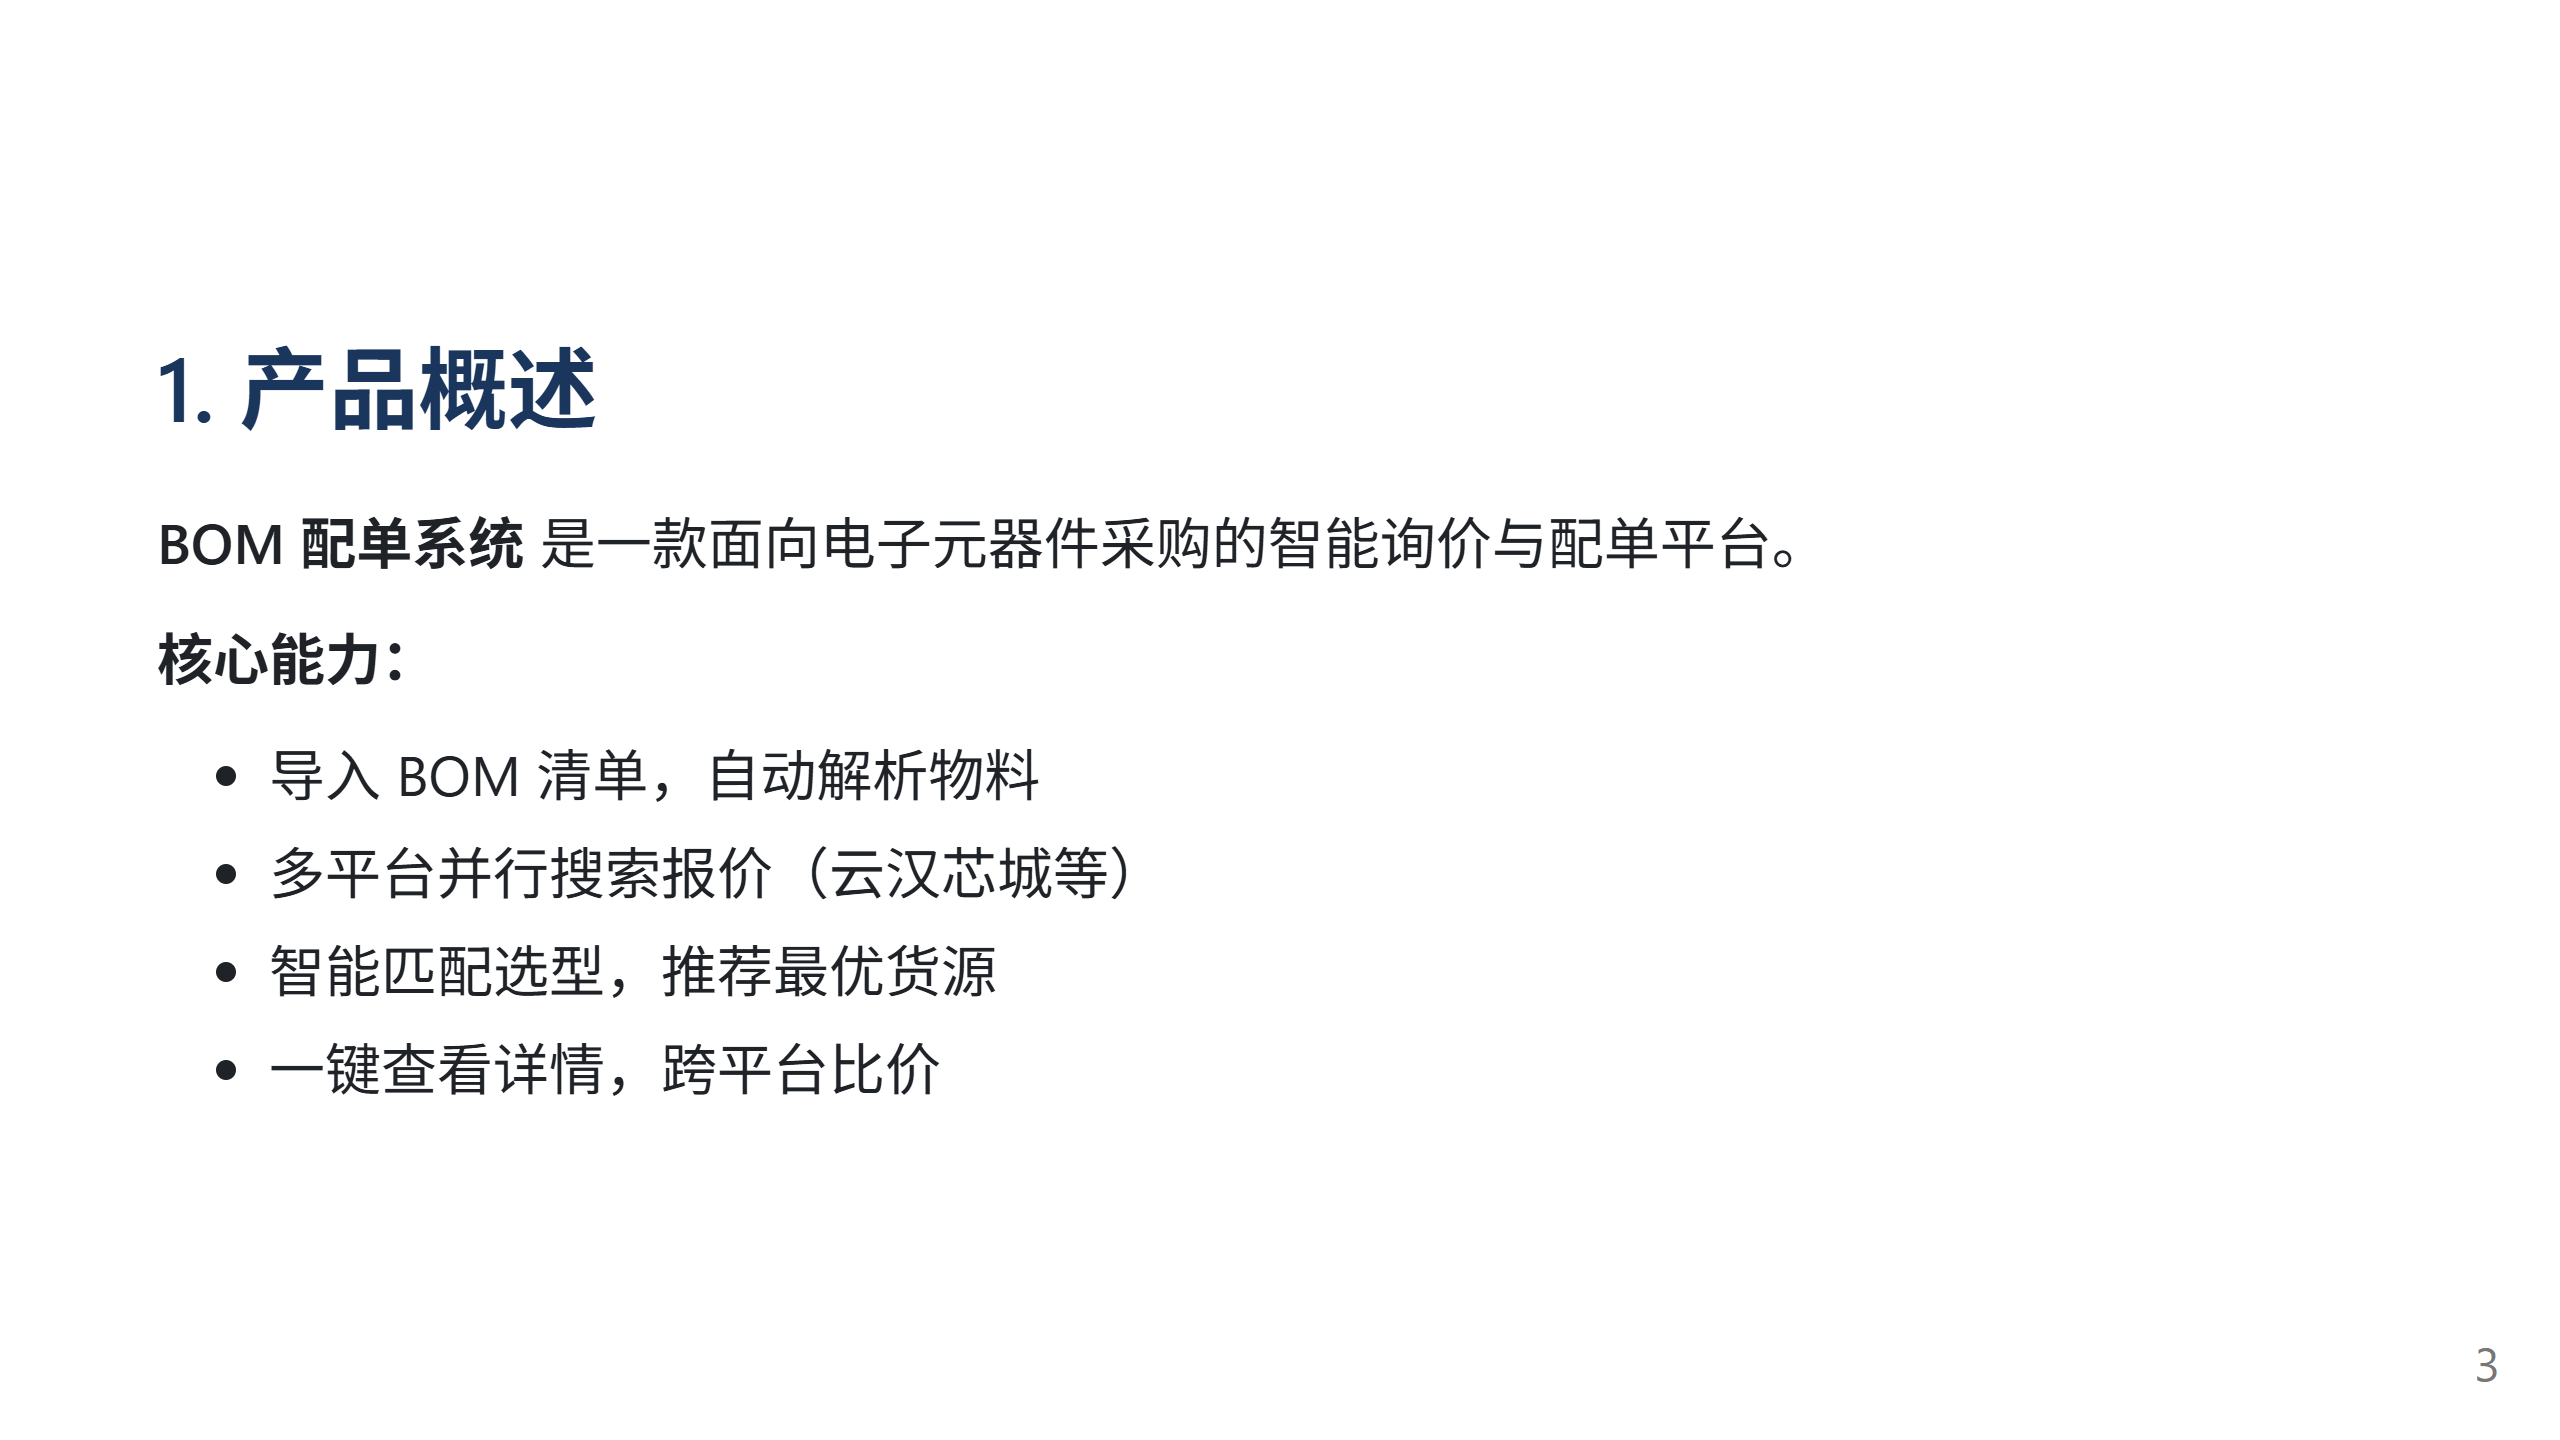 1. 产品概述
BOM 配单系统 是一款面向电子元器件采购的智能询价与配单平台。
核心能力：
• 导入 BOM 清单，自动解析物料
• 多平台并行搜索报价（云汉芯城等）
• 智能匹配选型，推荐最优货源
• 一键查看详情，跨平台比价
3